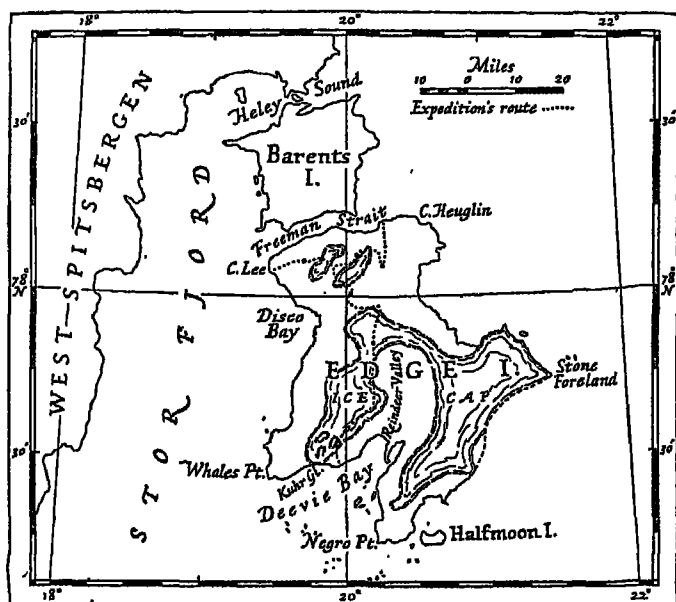 18° 20° 22°
Miles
10 0 10 20
Expedition's route
30' 30'
Heley Sound
Barents I.
WEST-SPITSBERGEN
STOR FJORD
Freeman Strait
C. Heuglin
C. Lee
78° N 78°
Disco Bay
EDGE I.
ICE CAP
Reindeer Valley
Stone Foreland
30' 30'
Whales Pt.
Kuhr Gl.
Deevie Bay
Negro Pt.
Halfmoon I.
18° 20° 22°